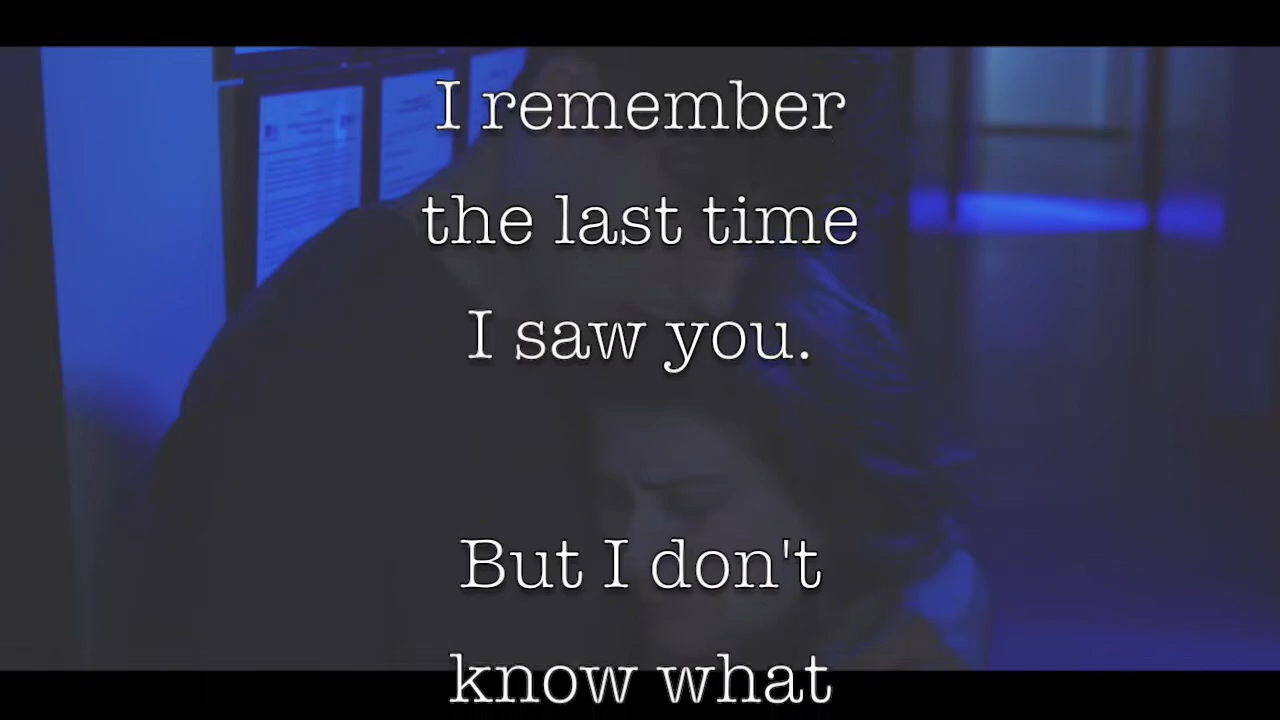 I remember
the last time
I saw you.
But I don't
know what